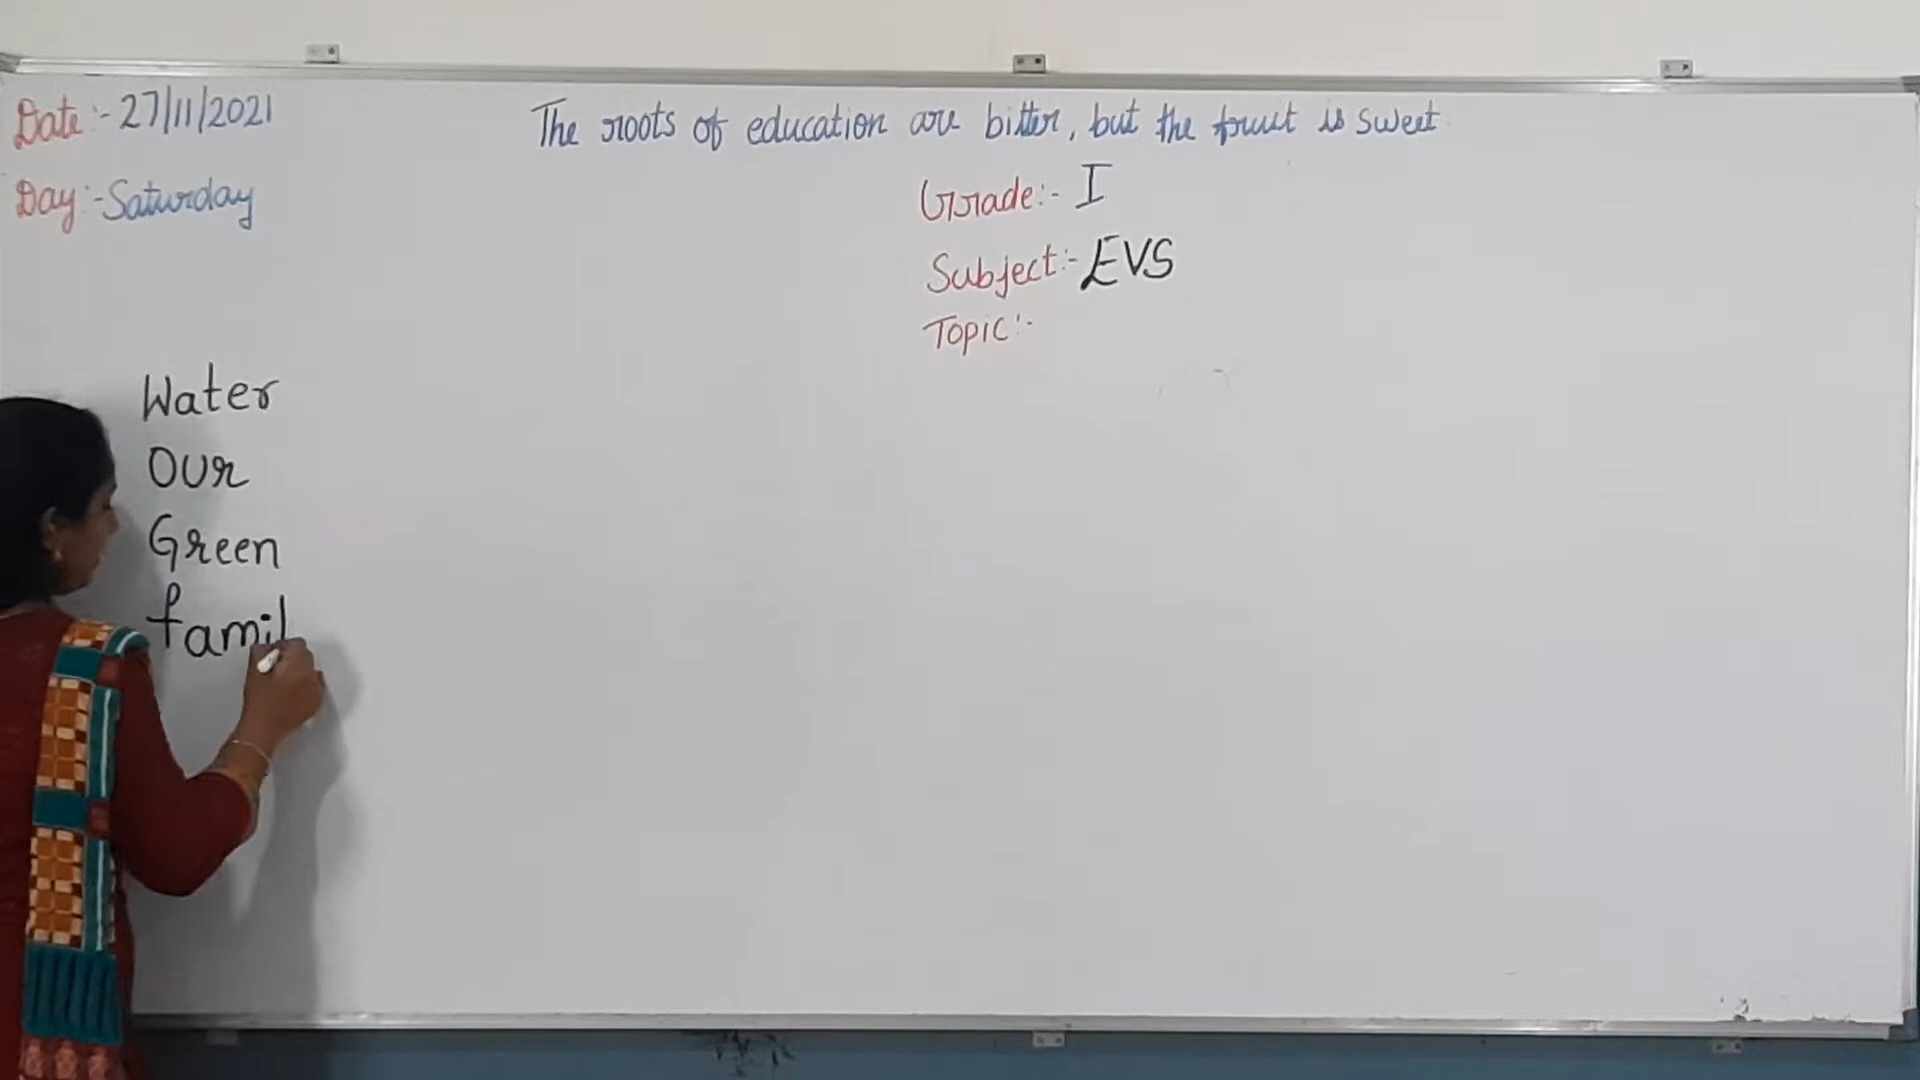 Date:- 27/11/2021
The roots of education are bitter, but the fruit is sweet.
Day:- Saturday
Grade:- I
Subject:- EVS
Topic:-
Water
Our
Green
famil